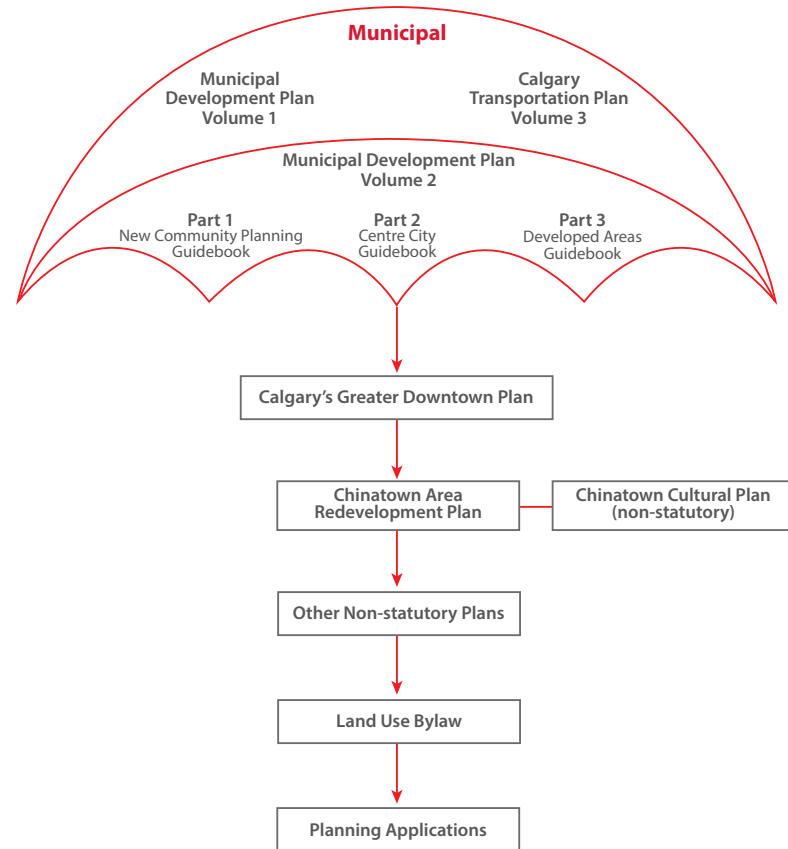 Municipal
Municipal
Development Plan
Volume 1
Calgary
Transportation Plan
Volume 3
Municipal Development Plan
Volume 2
Part 1
New Community Planning
Guidebook
Part 2
Centre City
Guidebook
Part 3
Developed Areas
Guidebook
Calgary’s Greater Downtown Plan
Chinatown Area
Redevelopment Plan
Chinatown Cultural Plan
(non-statutory)
Other Non-statutory Plans
Land Use Bylaw
Planning Applications